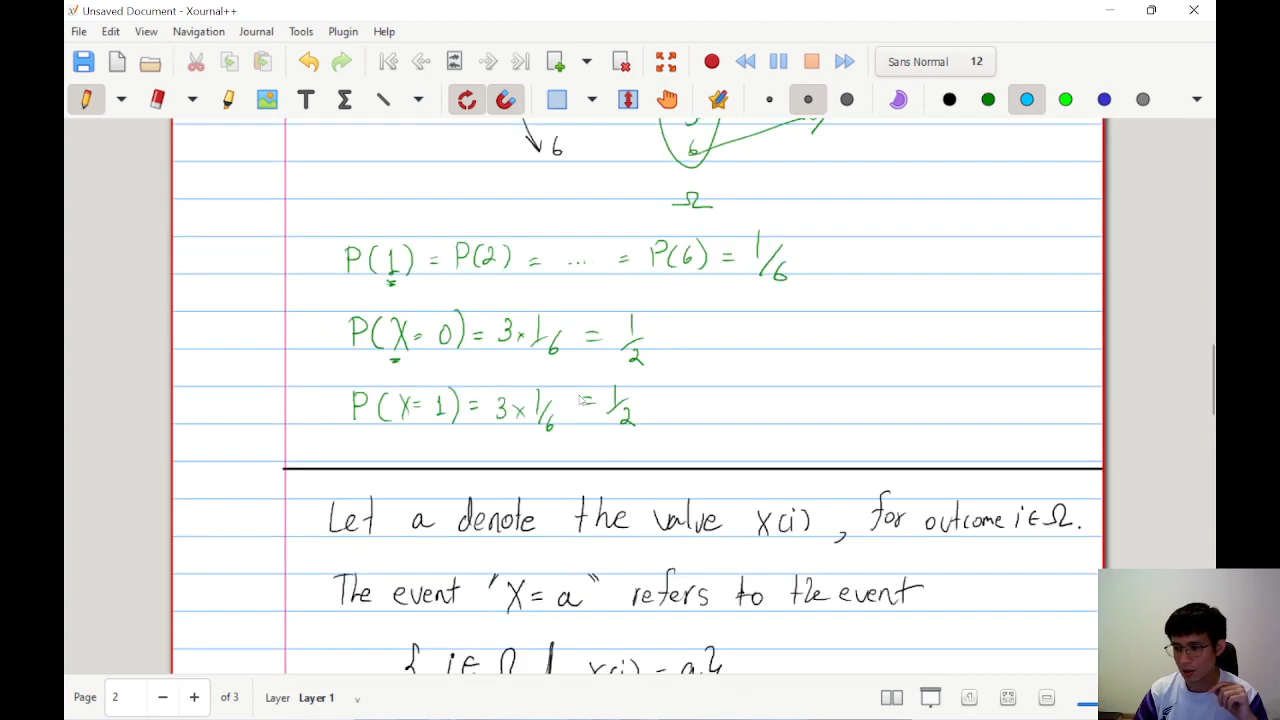 Unsaved Document - Xournal++
File Edit View Navigation Journal Tools Plugin Help
Sans Normal 12
6
6
Ω
P(1) = P(2) = ... = P(6) = 1/6
P(X=0) = 3×1/6 = 1/2
P(X=1) = 3×1/6 = 1/2
Let a denote the value X(i), for outcome i∈Ω.
The event "X=a" refers to the event
{ i∈Ω | X(i) = a }
Page 2 of 3 Layer Layer 1